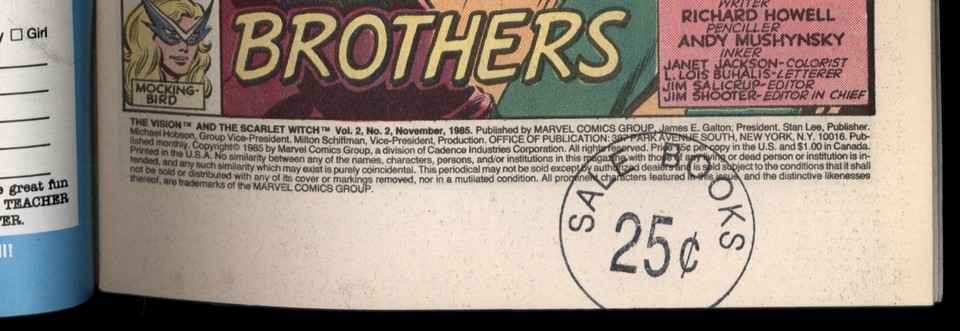 y □ Girl
e great fun
TEACHER
ER.
ll!
MOCKING-
BIRD
BROTHERS
WRITER
RICHARD HOWELL
PENCILLER
ANDY MUSHYNSKY
INKER
JANET JACKSON-COLORIST
L. LOIS BUHALIS-LETTERER
JIM SALICRUP-EDITOR
JIM SHOOTER-EDITOR IN CHIEF
THE VISION™ AND THE SCARLET WITCH™ Vol. 2, No. 2, November, 1985. Published by MARVEL COMICS GROUP, James E. Galton, President. Stan Lee, Publisher.
Michael Hobson, Group Vice-President. Milton Schiffman, Vice-President, Production. OFFICE OF PUBLICATION: 387 PARK AVENUE SOUTH, NEW YORK, N.Y. 10016. Pub-
lished monthly. Copyright© 1985 by Marvel Comics Group, a division of Cadence Industries Corporation. All rights reserved. Price per copy in the U.S. and $1.00 in Canada.
Printed in the U.S.A. No similarity between any of the names, characters, persons, and/or institutions in this with those or dead person or institution is in-
tended, and any such similarity which may exist is purely coincidental. This periodical may not be sold except by authorized dealers and is sold subject to the conditions that it shall
not be sold or distributed with any of its cover or markings removed, nor in a mutilated condition. All prominent characters featured in this issue, and the distinctive likenesses
thereof, are trademarks of the MARVEL COMICS GROUP.
SALE BOOKS
25¢